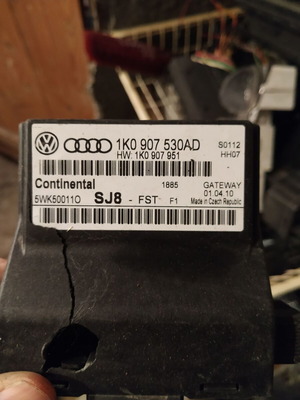 1K0 907 530AD
HW: 1K0 907 951
S0112
HH07
Continental
1885
GATEWAY
5WK50011O
SJ8 - FST
F1
01.04.10
Made in Czech Republic